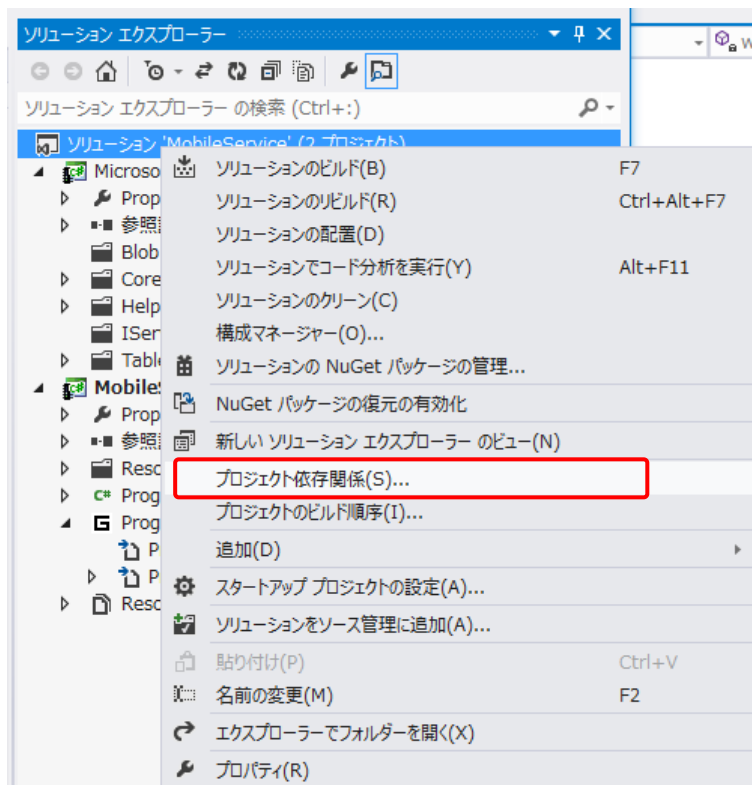 ソリューション エクスプローラー
ソリューション エクスプローラー の検索 (Ctrl+:)
ソリューション 'MobileService' (2 プロジェクト)
Microso
Prop
参照
Blob
Core
Help
ISer
Table
MobileS
Prop
参照
Reso
C# Prog
Prog
P
P
Reso
ソリューションのビルド(B) F7
ソリューションのリビルド(R) Ctrl+Alt+F7
ソリューションの配置(D)
ソリューションでコード分析を実行(Y) Alt+F11
ソリューションのクリーン(C)
構成マネージャー(O)...
ソリューションの NuGet パッケージの管理...
NuGet パッケージの復元の有効化
新しい ソリューション エクスプローラー のビュー(N)
プロジェクト依存関係(S)...
プロジェクトのビルド順序(I)...
追加(D)
スタートアップ プロジェクトの設定(A)...
ソリューションをソース管理に追加(A)...
貼り付け(P) Ctrl+V
名前の変更(M) F2
エクスプローラーでフォルダーを開く(X)
プロパティ(R)